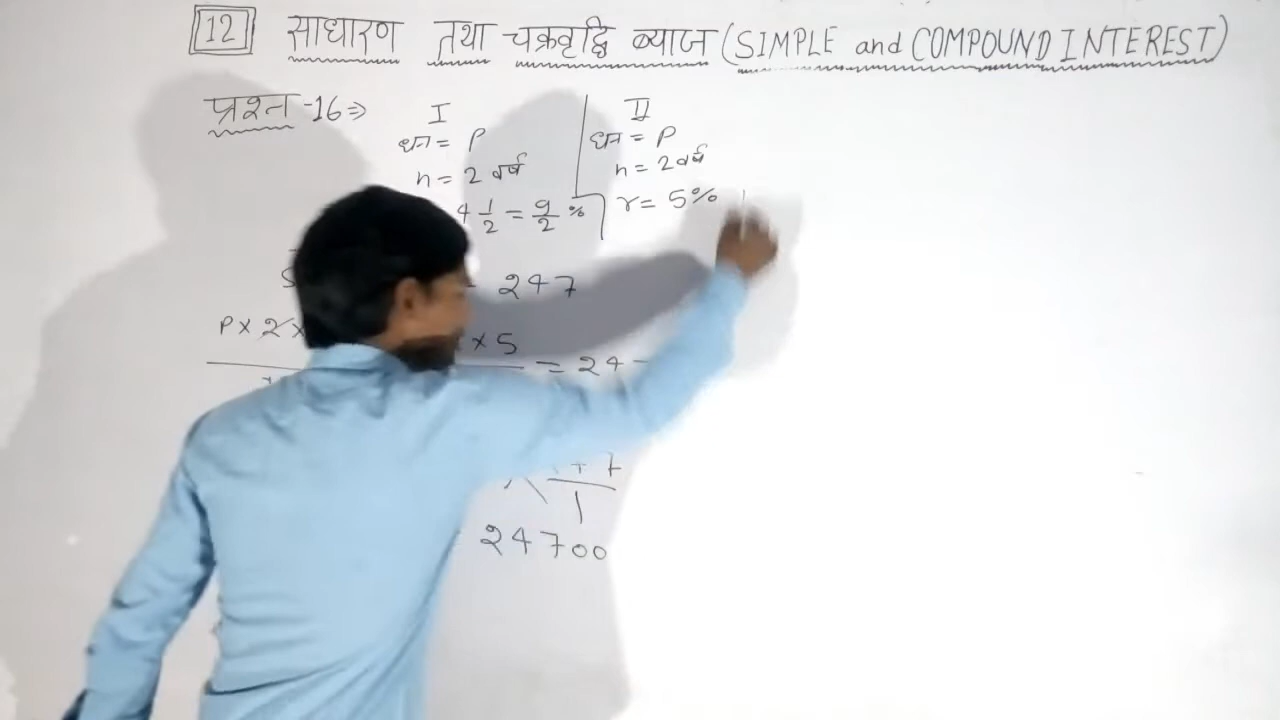 12 साधारण तथा चक्रवृद्धि ब्याज (SIMPLE and COMPOUND INTEREST)
प्रश्न-16⇒ I II
धन = P धन = P
n = 2 वर्ष n = 2 वर्ष
4 1/2 = 9/2 % r = 5%
247
P × 2 ×
× 5
= 24
1
24700